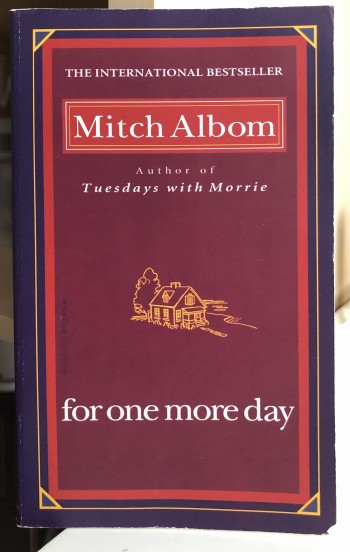 THE INTERNATIONAL BESTSELLER
Mitch Albom
Author of
Tuesdays with Morrie
for one more day